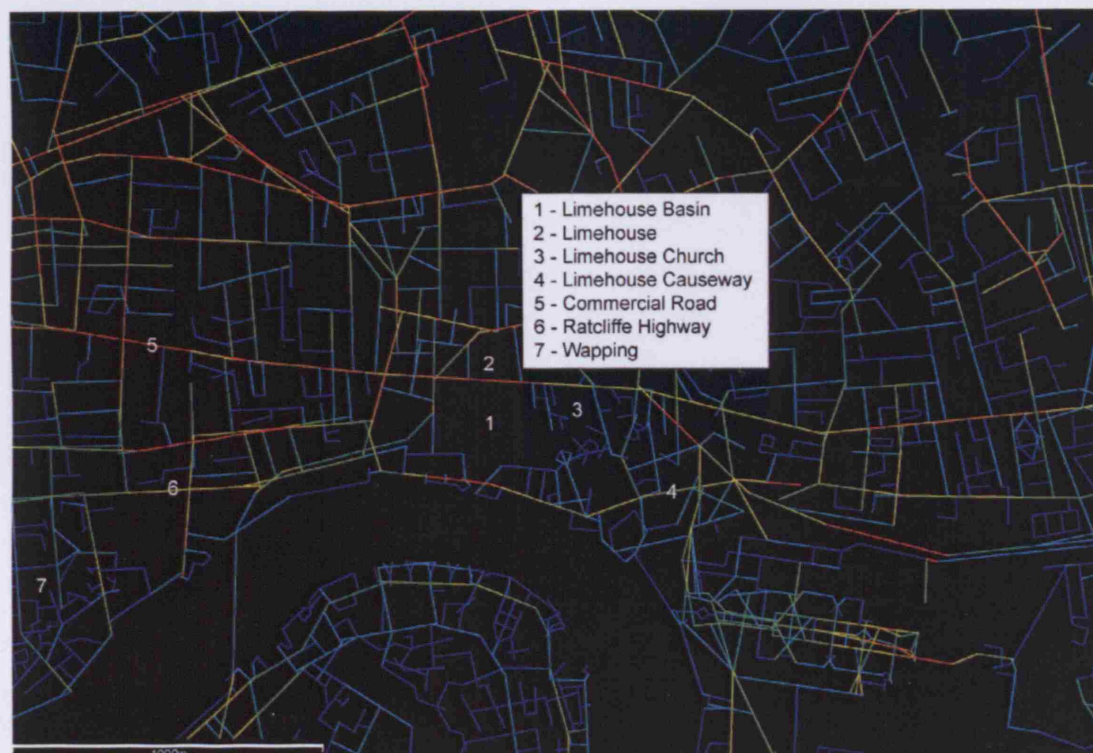 1 - Limehouse Basin
2 - Limehouse
3 - Limehouse Church
4 - Limehouse Causeway
5 - Commercial Road
6 - Ratcliffe Highway
7 - Wapping
5
2
3
1
6
4
7